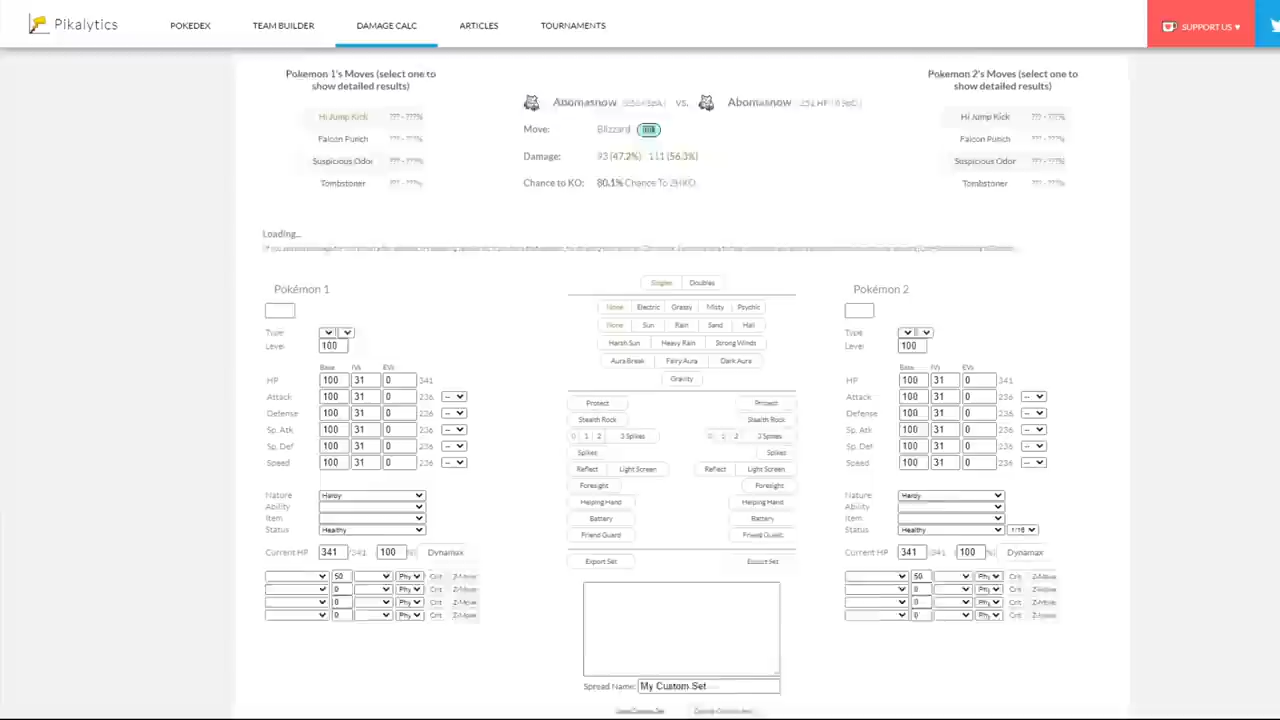 Pikalytics POKEDEX TEAM BUILDER DAMAGE CALC ARTICLES TOURNAMENTS SUPPORT US ♥
Pokemon 1's Moves (select one to
show detailed results)
Hi Jump Kick ??? - ???%
Falcon Punch ??? - ???%
Suspicious Odor ??? - ???%
Tombstoner ??? - ???%
Abomasnow vs. Abomasnow
Move: Blizzard
Damage: 93 (47.2%) 111 (56.3%)
Chance to KO: 80.1% Chance To 2HKO
Pokemon 2's Moves (select one to
show detailed results)
Hi Jump Kick ??? - ???%
Falcon Punch ??? - ???%
Suspicious Odor ??? - ???%
Tombstoner ??? - ???%
Loading...
Pokémon 1
Type
Level 100
Base IVs EVs
HP 100 31 0 341
Attack 100 31 0 236 --
Defense 100 31 0 236 --
Sp. Atk 100 31 0 236 --
Sp. Def 100 31 0 236 --
Speed 100 31 0 236 --
Nature Hardy
Ability
Item
Status Healthy
Current HP 341 /341 100 Dynamax
50 Phy Crit Z-Move
0 Phy Crit Z-Move
0 Phy Crit Z-Move
0 Phy Crit Z-Move
Singles Doubles
None Electric Grassy Misty Psychic
None Sun Rain Sand Hail
Harsh Sun Heavy Rain Strong Winds
Aura Break Fairy Aura Dark Aura
Gravity
Protect Protect
Stealth Rock Stealth Rock
0 1 2 3 Spikes 0 1 2 3 Spikes
Spikes Spikes
Reflect Light Screen Reflect Light Screen
Foresight Foresight
Helping Hand Helping Hand
Battery Battery
Friend Guard Friend Guard
Export Set Export Set
Spread Name: My Custom Set
Pokémon 2
Type
Level 100
Base IVs EVs
HP 100 31 0 341
Attack 100 31 0 236 --
Defense 100 31 0 236 --
Sp. Atk 100 31 0 236 --
Sp. Def 100 31 0 236 --
Speed 100 31 0 236 --
Nature Hardy
Ability
Item
Status Healthy 1/16
Current HP 341 /341 100 Dynamax
50 Phy Crit Z-Move
0 Phy Crit Z-Move
0 Phy Crit Z-Move
0 Phy Crit Z-Move